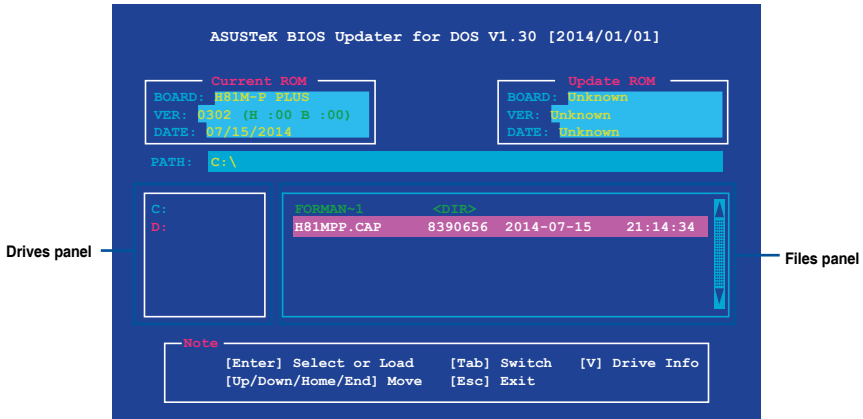 ASUSTeK BIOS Updater for DOS V1.30 [2014/01/01]
Current ROM
BOARD: H81M-P PLUS
VER: 0302 (H :00 B :00)
DATE: 07/15/2014
Update ROM
BOARD: Unknown
VER: Unknown
DATE: Unknown
PATH: C:\
C:
D:
FORMAN~1 <DIR>
H81MPP.CAP 8390656 2014-07-15 21:14:34
Drives panel
Files panel
Note
[Enter] Select or Load [Tab] Switch [V] Drive Info
[Up/Down/Home/End] Move [Esc] Exit